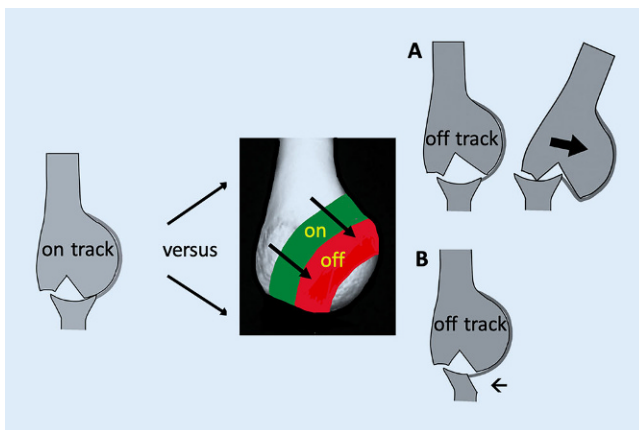 on track
versus
on
off
A
off track
B
off track